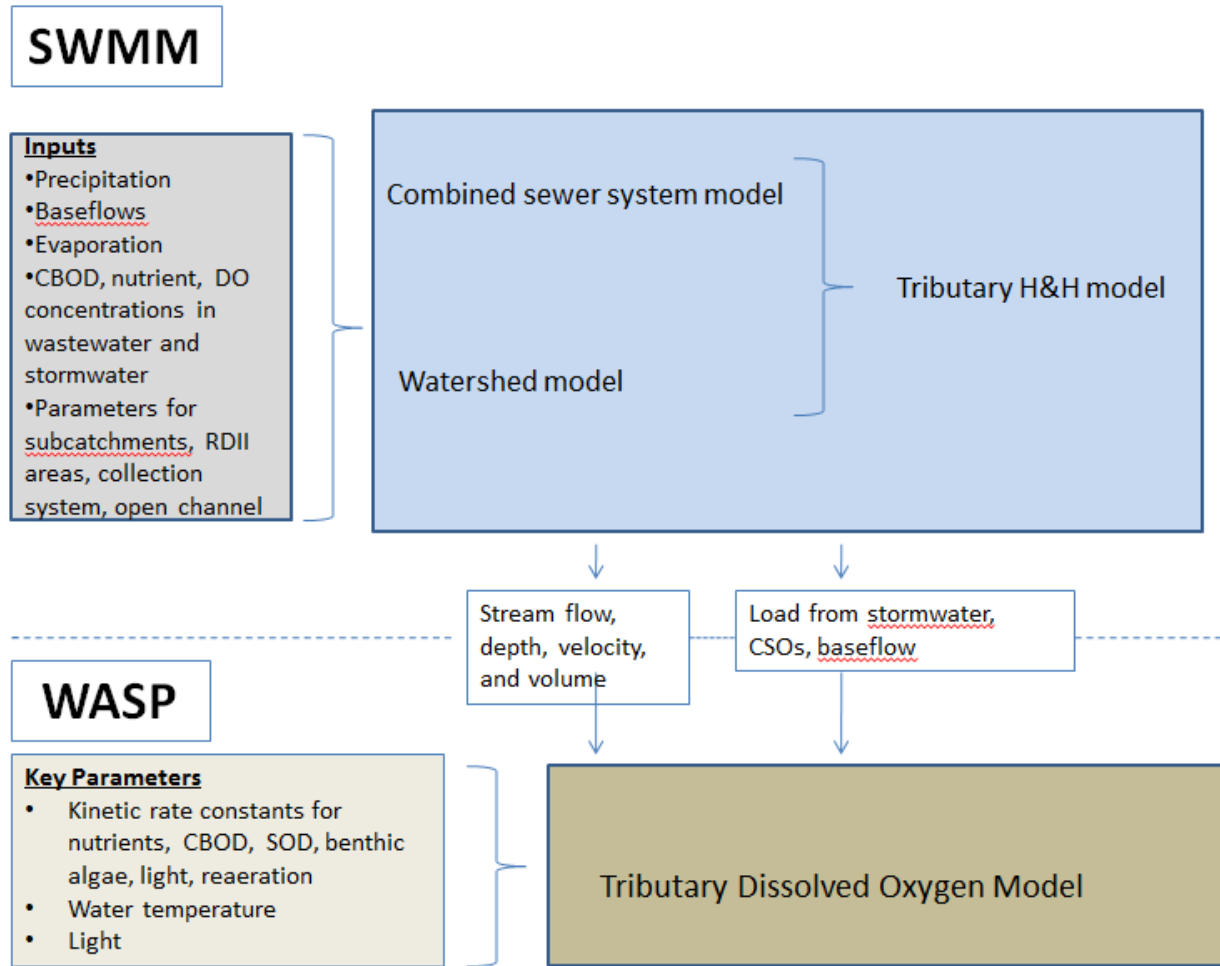 SWMM
Inputs
•Precipitation
•Baseflows
•Evaporation
•CBOD, nutrient, DO
concentrations in
wastewater and
stormwater
•Parameters for
subcatchments, RDII
areas, collection
system, open channel
Combined sewer system model
Watershed model
Tributary H&H model
Stream flow,
depth, velocity,
and volume
Load from stormwater,
CSOs, baseflow
WASP
Key Parameters
• Kinetic rate constants for
nutrients, CBOD, SOD, benthic
algae, light, reaeration
• Water temperature
• Light
Tributary Dissolved Oxygen Model